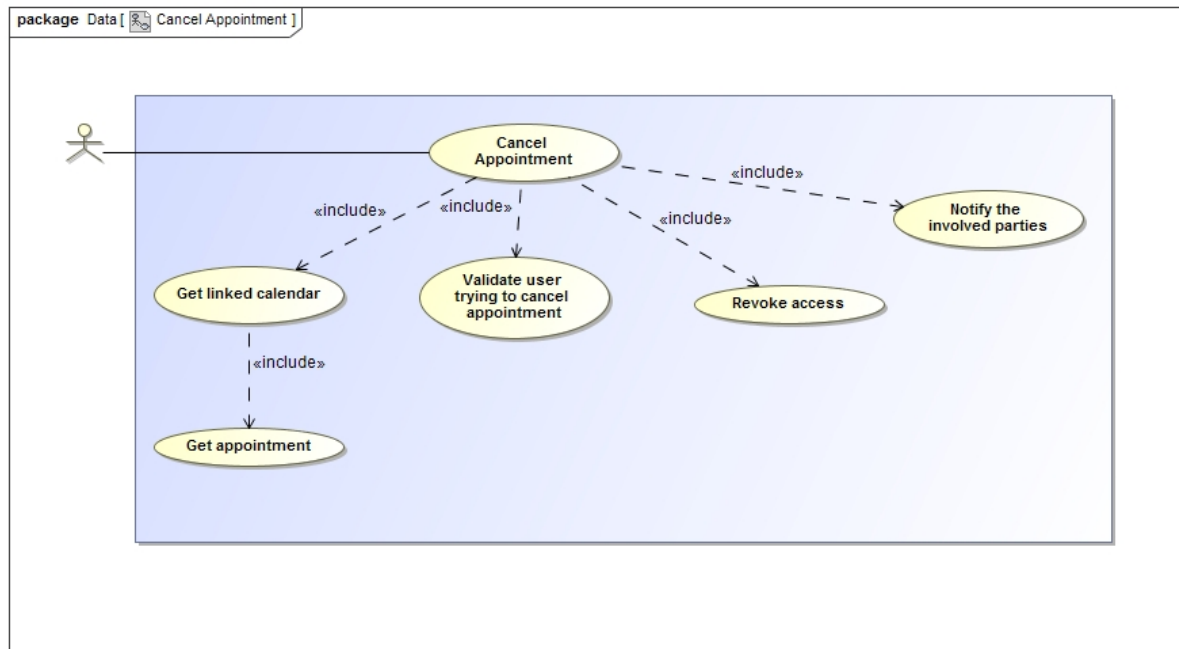 package Data [ Cancel Appointment ]
Cancel
Appointment
«include»
«include»
«include»
«include»
Notify the
involved parties
Get linked calendar
Validate user
trying to cancel
appointment
Revoke access
«include»
Get appointment